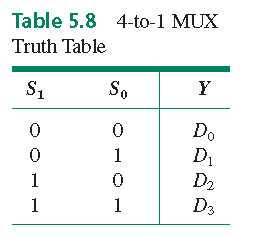 Table 5.8 4-to-1 MUX
Truth Table
S₁ S₀ Y
0 0 D₀
0 1 D₁
1 0 D₂
1 1 D₃